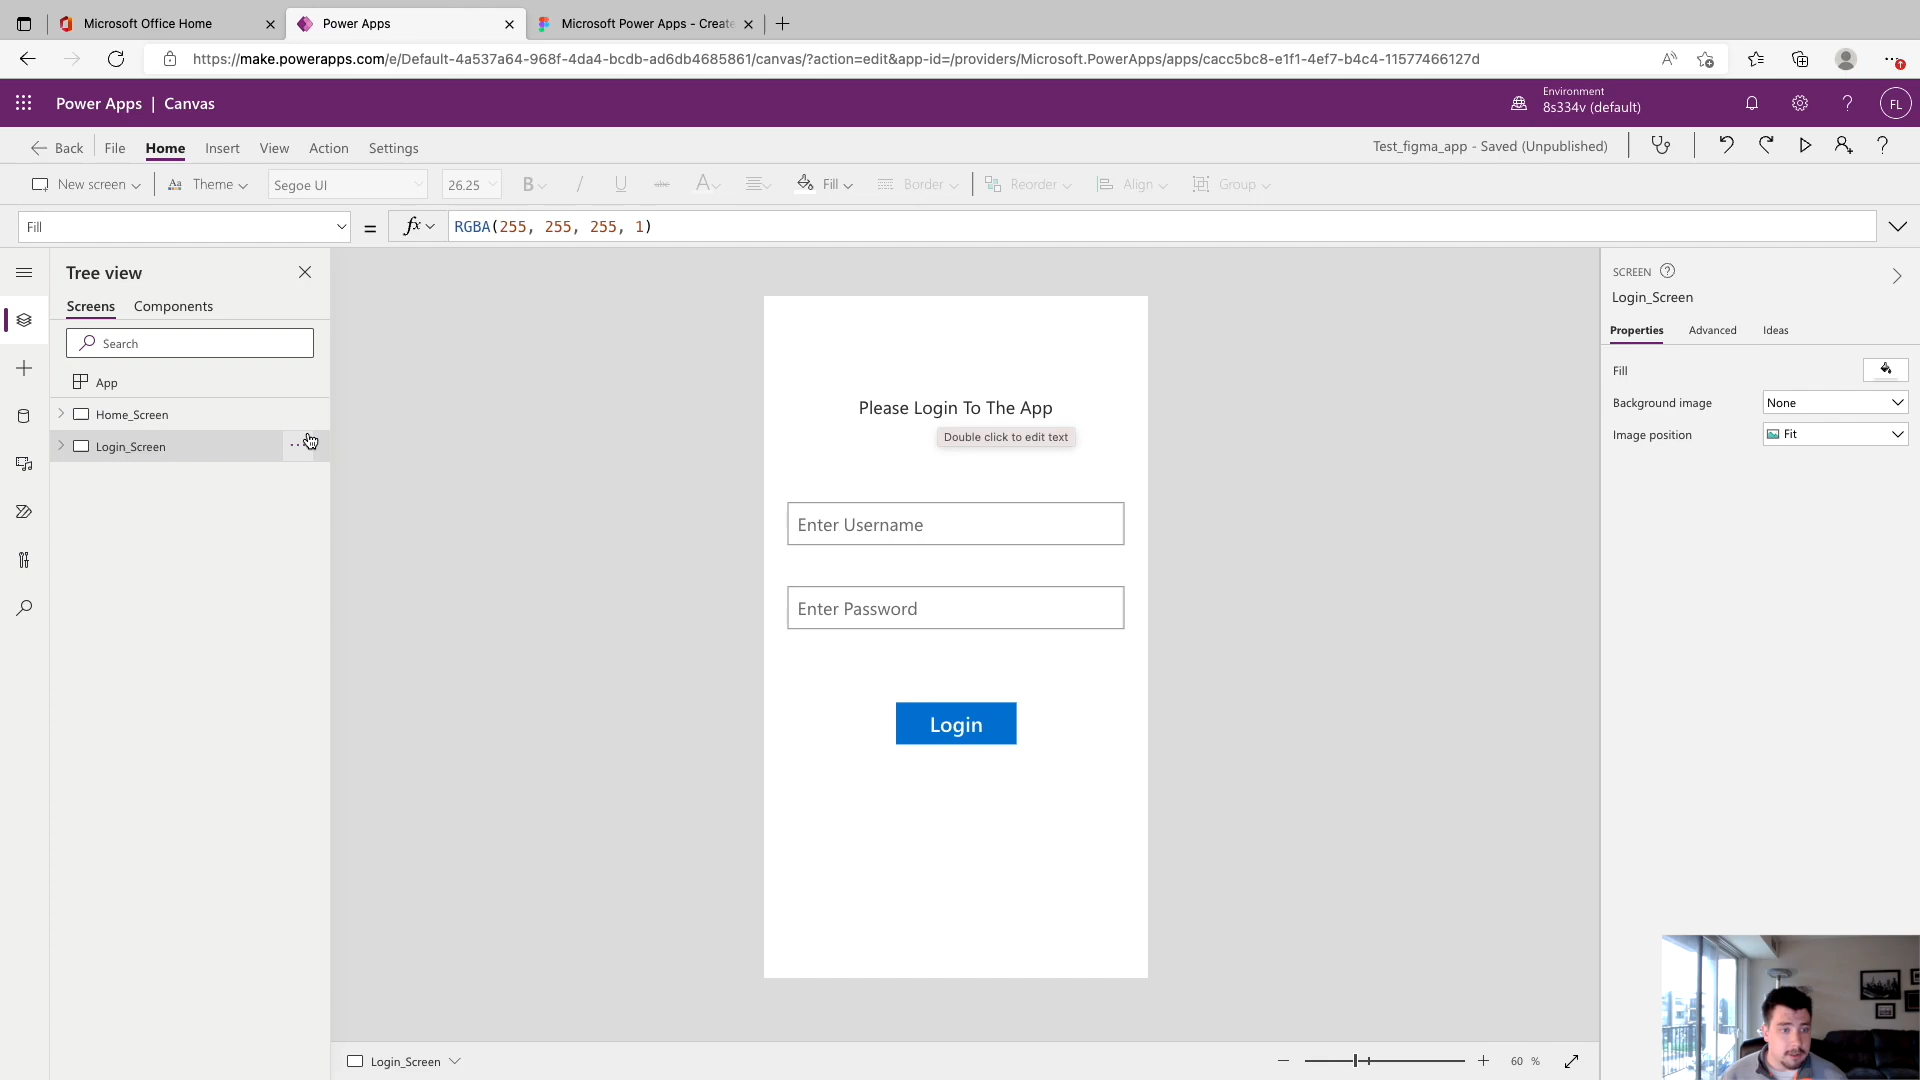 Microsoft Office Home
Power Apps
Microsoft Power Apps - Create
https://make.powerapps.com/e/Default-4a537a64-968f-4da4-bcdb-ad6db4685861/canvas/?action=edit&app-id=/providers/Microsoft.PowerApps/apps/cacc5bc8-e1f1-4ef7-b4c4-11577466127d
Power Apps | Canvas
Environment
8s334v (default)
FL
Back
File
Home
Insert
View
Action
Settings
Test_figma_app - Saved (Unpublished)
New screen
Theme
Segoe UI
26.25
Fill
Border
Reorder
Align
Group
Fill
=
fx
RGBA(255, 255, 255, 1)
Tree view
Screens
Components
Search
App
Home_Screen
Login_Screen
Please Login To The App
Double click to edit text
Enter Username
Enter Password
Login
SCREEN
Login_Screen
Properties
Advanced
Ideas
Fill
Background image
None
Image position
Fit
Login_Screen
60 %